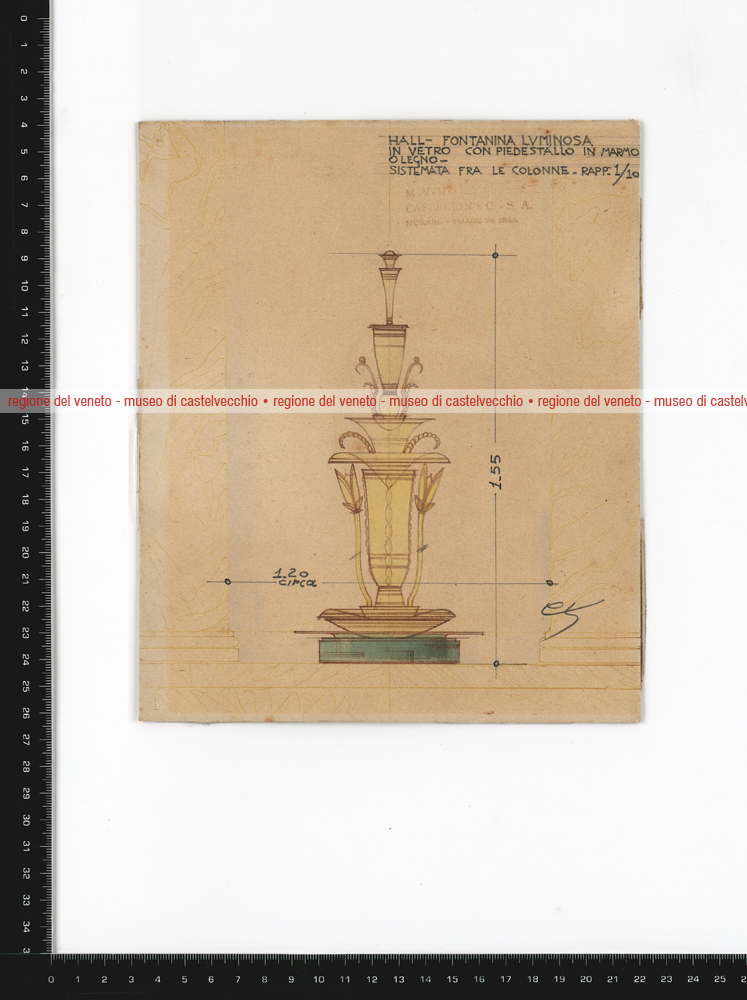 HALL- FONTANINA LVMINOSA
IN VETRO CON PIEDESTALLO IN MARMO
O LEGNO-
SISTEMATA FRA LE COLONNE. RAPP. 1/10
M.V.M.
CAPPELLIN & C. - S. A.
MURANO - PALAZZO DA MULA
regione del veneto - museo di castelvecchio • regione del veneto - museo di castelvecchio • regione del veneto - museo di castelv
1.55
1.20
circa
0 1 2 3 4 5 6 7 8 9 10 11 12 13 14 15 16 17 18 19 20 21 22 23 24 25 26 27 28 29 30 31 32 33 34 3
0 1 2 3 4 5 6 7 8 9 10 11 12 13 14 15 16 17 18 19 20 21 22 23 24 25 2